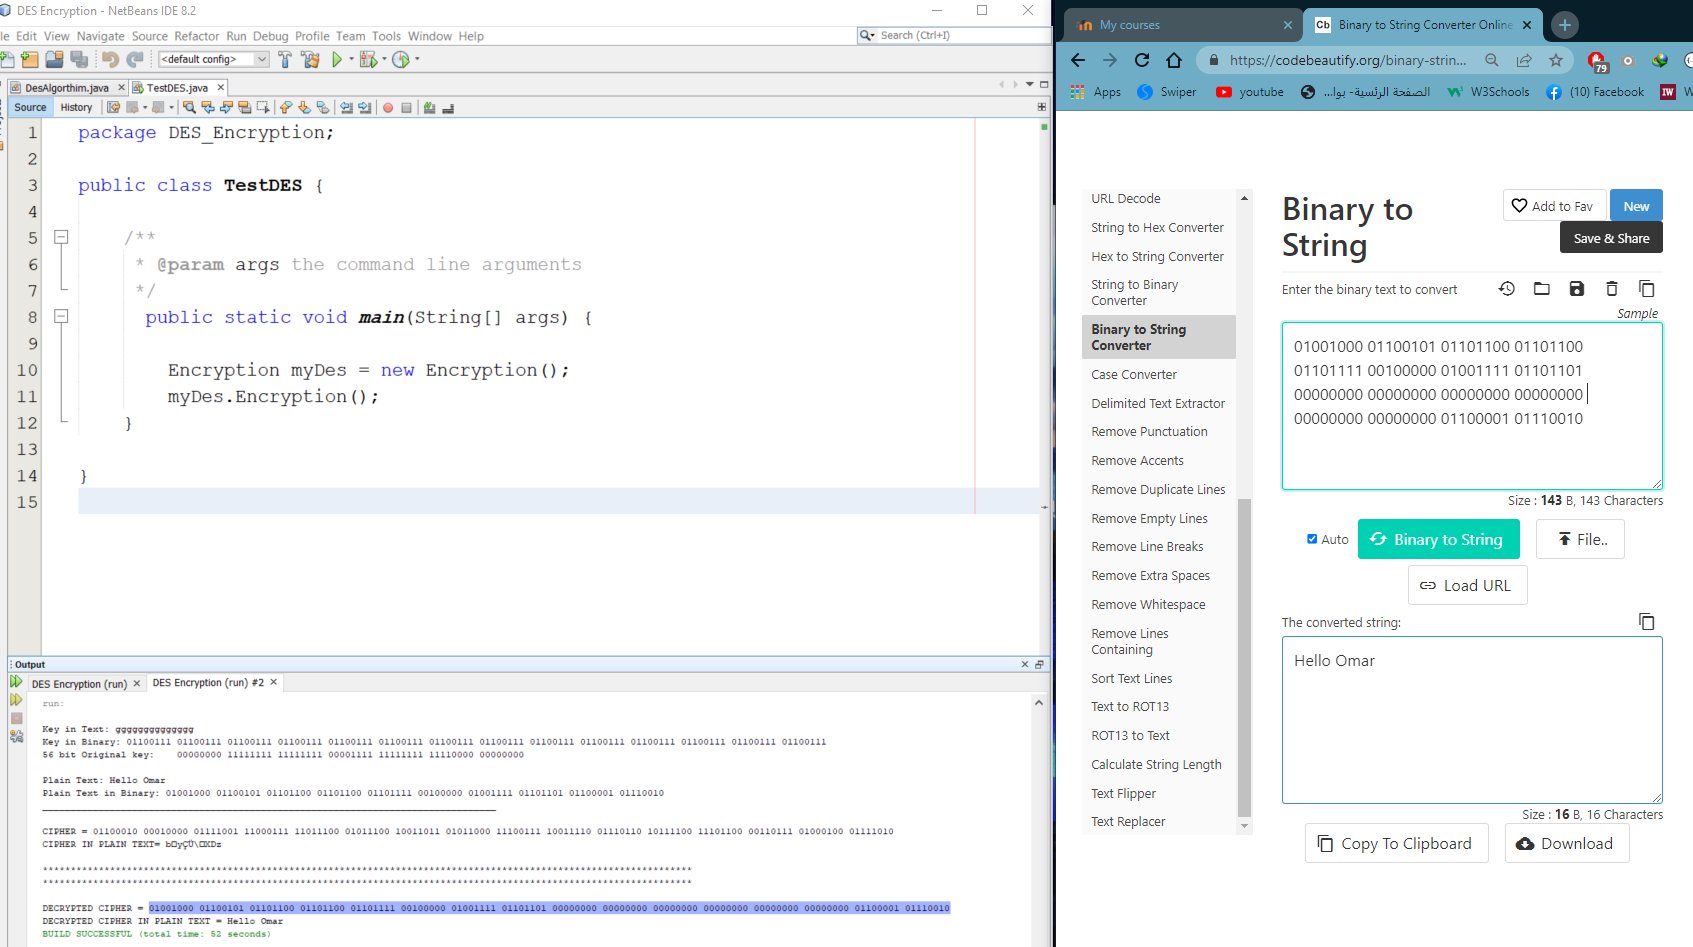 DES Encryption - NetBeans IDE 8.2
le Edit View Navigate Source Refactor Run Debug Profile Team Tools Window Help
Search (Ctrl+I)
<default config>
DesAlgorthim.java
TestDES.java
Source History
1 package DES_Encryption;
2
3 public class TestDES {
4
5 /**
6 * @param args the command line arguments
7 */
8 public static void main(String[] args) {
9
10 Encryption myDes = new Encryption();
11 myDes.Encryption();
12 }
13
14 }
15
Output
DES Encryption (run) DES Encryption (run) #2
run:
Key in Text: gggggggggggggg
Key in Binary: 01100111 01100111 01100111 01100111 01100111 01100111 01100111 01100111 01100111 01100111 01100111 01100111 01100111 01100111
56 bit Original key: 00000000 11111111 11111111 00001111 11111111 11110000 00000000
Plain Text: Hello Omar
Plain Text in Binary: 01001000 01100101 01101100 01101100 01101111 00100000 01001111 01101101 01100001 01110010
CIPHER = 01100010 00010000 01111001 11000111 11011100 01011100 10011011 01011000 11100111 10011110 01110110 10111100 11101100 00110111 01000100 01111010
CIPHER IN PLAIN TEXT=
DECRYPTED CIPHER = 01001000 01100101 01101100 01101100 01101111 00100000 01001111 01101101 00000000 00000000 00000000 00000000 00000000 00000000 01100001 01110010
DECRYPTED CIPHER IN PLAIN TEXT = Hello Omar
BUILD SUCCESSFUL (total time: 52 seconds)
My courses
Cb Binary to String Converter Online
https://codebeautify.org/binary-strin...
79
Apps Swiper youtube الصفحة الرئسية- بوا... W3Schools (10) Facebook IW W
URL Decode
String to Hex Converter
Hex to String Converter
String to Binary
Converter
Binary to String
Converter
Case Converter
Delimited Text Extractor
Remove Punctuation
Remove Accents
Remove Duplicate Lines
Remove Empty Lines
Remove Line Breaks
Remove Extra Spaces
Remove Whitespace
Remove Lines
Containing
Sort Text Lines
Text to ROT13
ROT13 to Text
Calculate String Length
Text Flipper
Text Replacer
Binary to
String
Add to Fav
New
Save & Share
Enter the binary text to convert
Sample
01001000 01100101 01101100 01101100
01101111 00100000 01001111 01101101
00000000 00000000 00000000 00000000
00000000 00000000 01100001 01110010
Size : 143 B, 143 Characters
Auto
Binary to String
File..
Load URL
The converted string:
Hello Omar
Size : 16 B, 16 Characters
Copy To Clipboard
Download